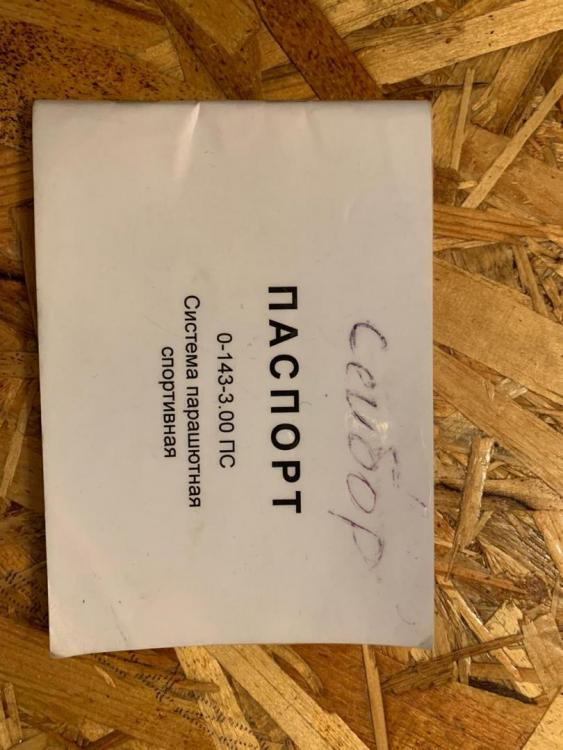 сейбор
ПАСПОРТ
0-143-3.00 ПС
Система парашютная
спортивная